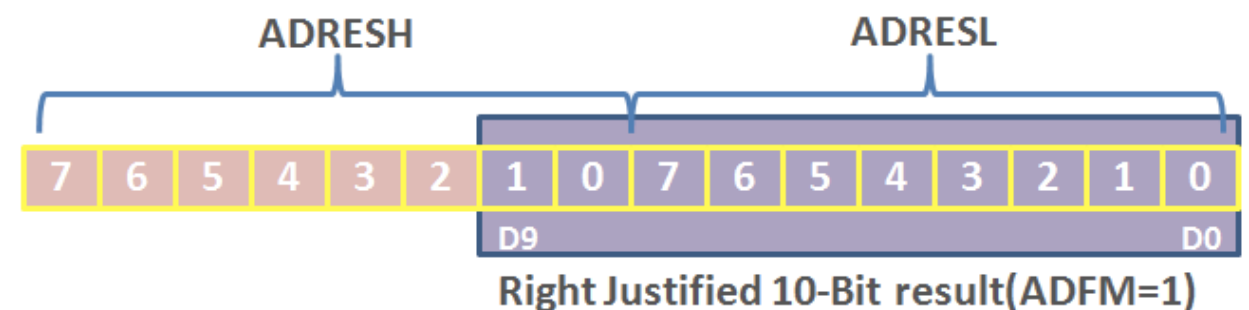 ADRESH ADRESL
7 6 5 4 3 2 1 0 7 6 5 4 3 2 1 0
D9 D0
Right Justified 10-Bit result(ADFM=1)